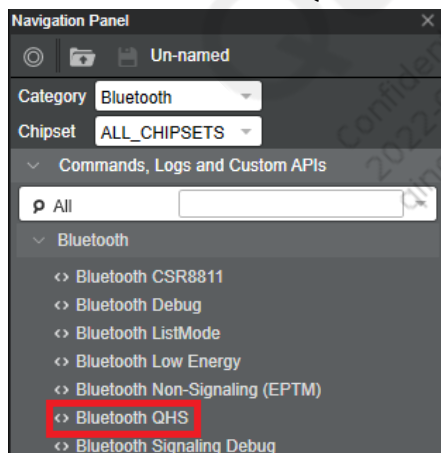 Navigation Panel
Un-named
Category Bluetooth
Chipset ALL_CHIPSETS
Commands, Logs and Custom APIs
All
Bluetooth
<> Bluetooth CSR8811
<> Bluetooth Debug
<> Bluetooth ListMode
<> Bluetooth Low Energy
<> Bluetooth Non-Signaling (EPTM)
<> Bluetooth QHS
<> Bluetooth Signaling Debug